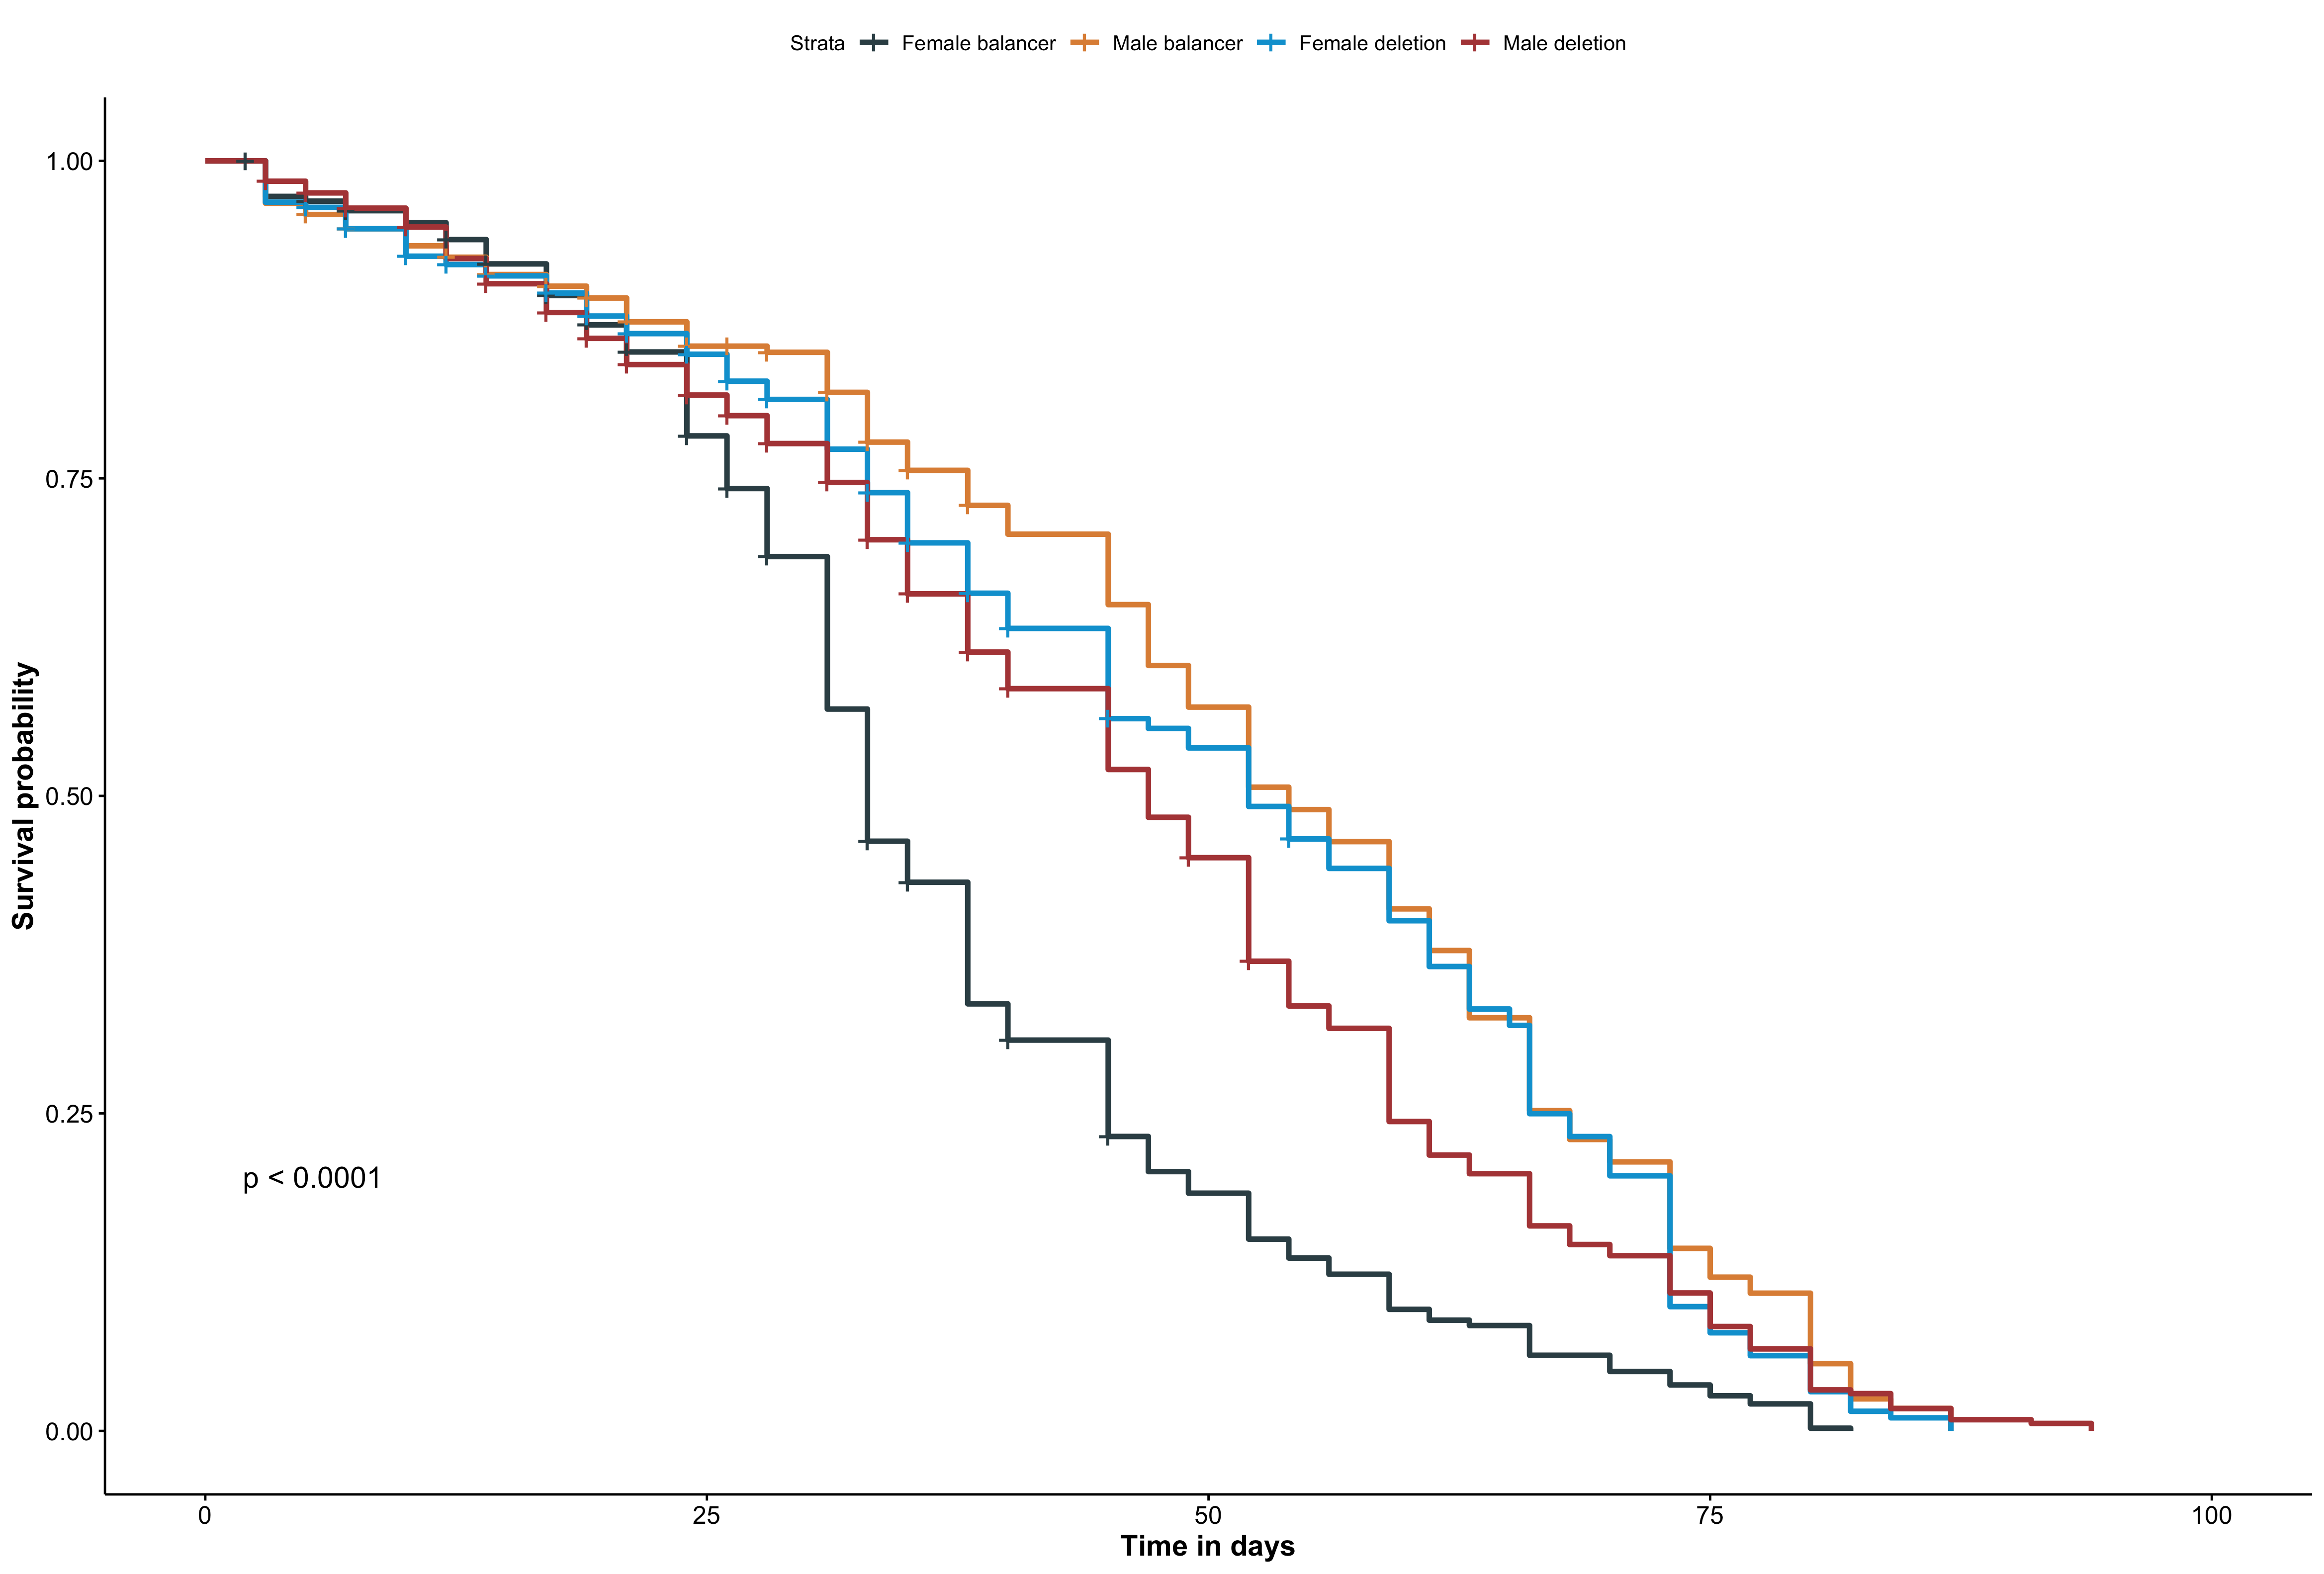 Strata Female balancer Male balancer Female deletion Male deletion
Survival probability
1.00
0.75
0.50
0.25
0.00
p < 0.0001
0 25 50 75 100
Time in days